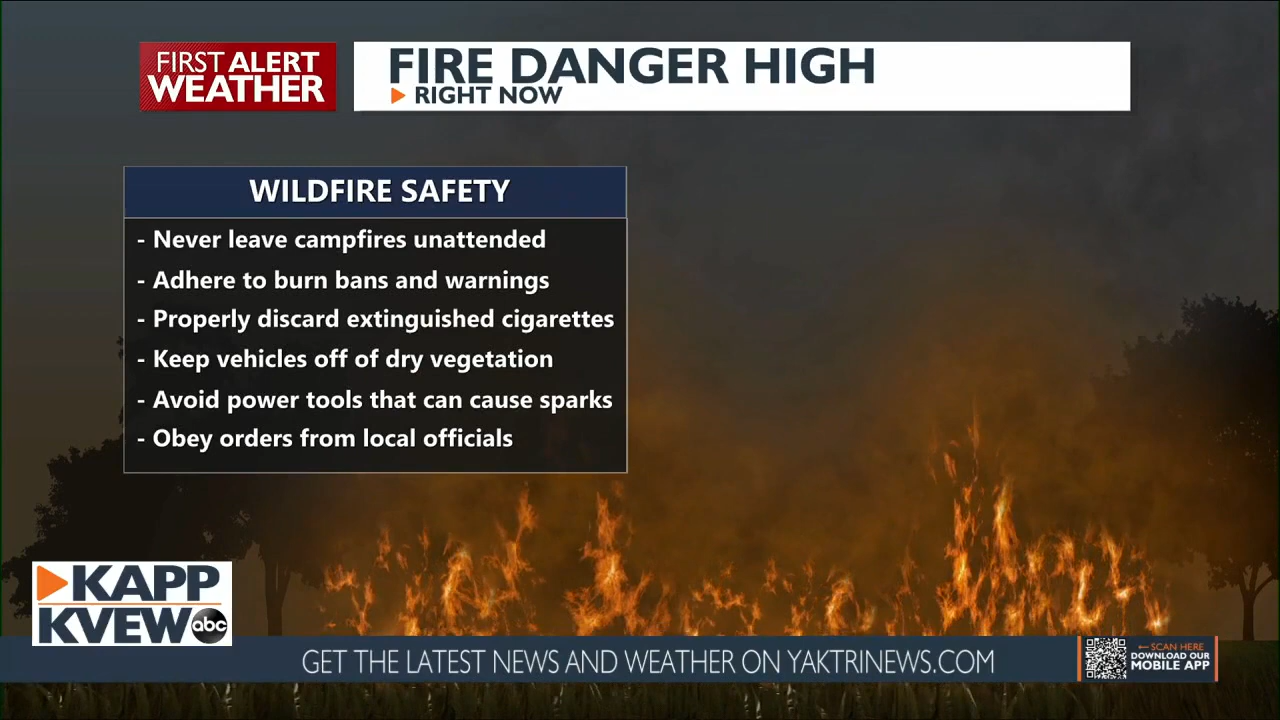 FIRST ALERT
WEATHER
FIRE DANGER HIGH
RIGHT NOW
WILDFIRE SAFETY
- Never leave campfires unattended
- Adhere to burn bans and warnings
- Properly discard extinguished cigarettes
- Keep vehicles off of dry vegetation
- Avoid power tools that can cause sparks
- Obey orders from local officials
KAPP
KVEW abc
GET THE LATEST NEWS AND WEATHER ON YAKTRINEWS.COM
SCAN HERE
DOWNLOAD OUR
MOBILE APP